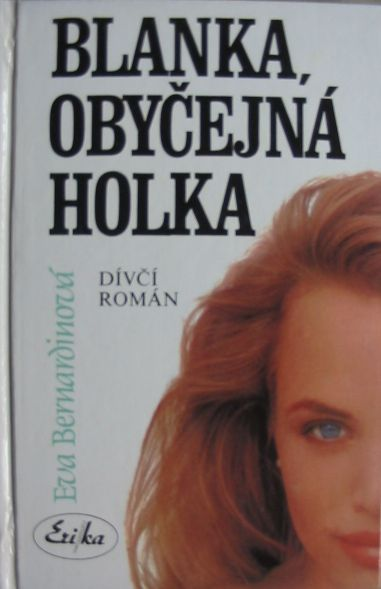 BLANKA,
OBYČEJNÁ
HOLKA
DÍVČÍ
ROMÁN
Eva Bernardinová
Erika